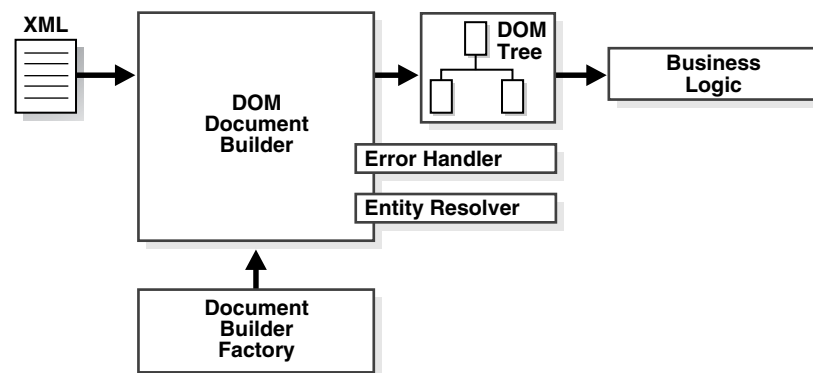 XML
DOM
Document
Builder
DOM
Tree
Business
Logic
Error Handler
Entity Resolver
Document
Builder
Factory